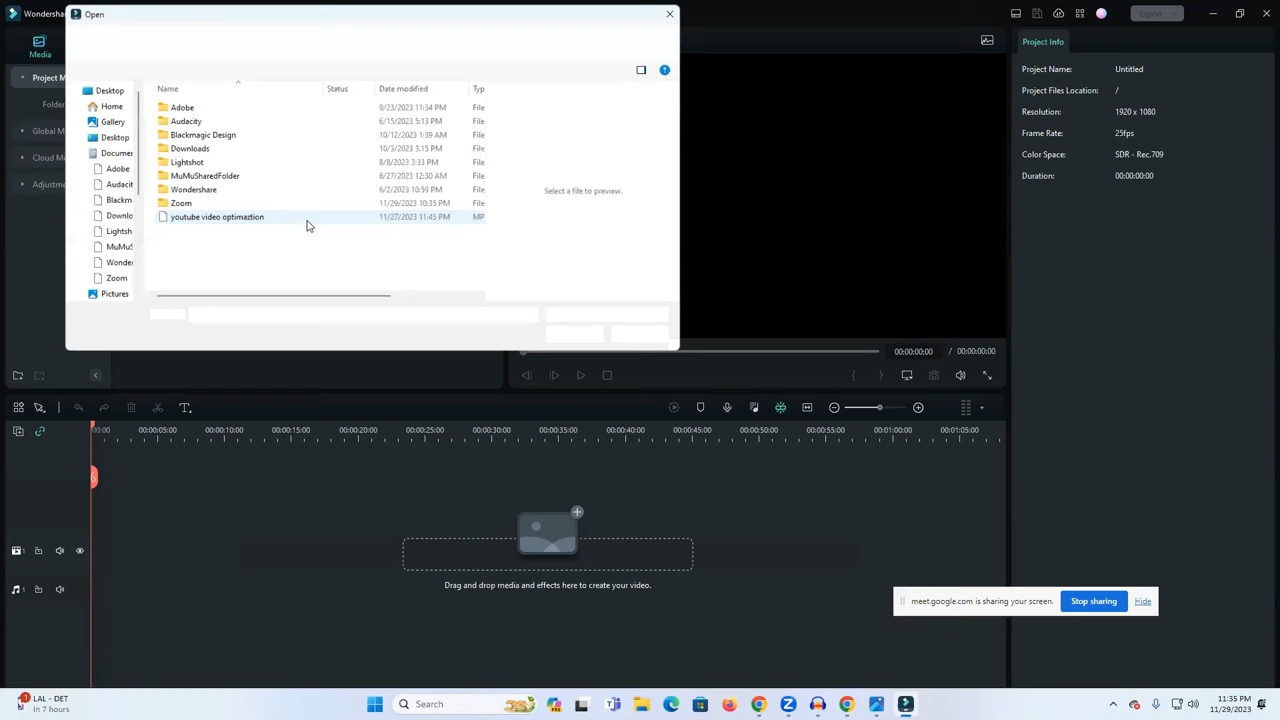 Wondershar
Open
Export
Media
Project M
Folder
Global M
Cloud M
Adjustme
Desktop
Home
Gallery
Desktop
Documen
Adobe
Audacit
Blackm
Downlo
Lightsh
MuMuS
Wonde
Zoom
Pictures
Name Status Date modified Typ
Adobe 9/23/2023 11:34 PM File
Audacity 6/15/2023 5:13 PM File
Blackmagic Design 10/12/2023 1:39 AM File
Downloads 10/3/2023 3:15 PM File
Lightshot 8/8/2023 3:33 PM File
MuMuSharedFolder 6/27/2023 12:30 AM File
Wondershare 6/2/2023 10:59 PM File
Zoom 11/29/2023 10:35 PM File
youtube video optimaztion 11/27/2023 11:45 PM MP
Select a file to preview.
Project Info
Project Name: Untitled
Project Files Location: /
Resolution: 1920 x 1080
Frame Rate: 25fps
Color Space: SDR - Rec.709
Duration: 00:00:00:00
00:00:00:00 / 00:00:00:00
:00:00 00:00:05:00 00:00:10:00 00:00:15:00 00:00:20:00 00:00:25:00 00:00:30:00 00:00:35:00 00:00:40:00 00:00:45:00 00:00:50:00 00:00:55:00 00:01:00:00 00:01:05:00
1
1
Drag and drop media and effects here to create your video.
meet.google.com is sharing your screen. Stop sharing Hide
1
LAL - DET
In 7 hours
Search
PRE
11:35 PM
11/29/2023